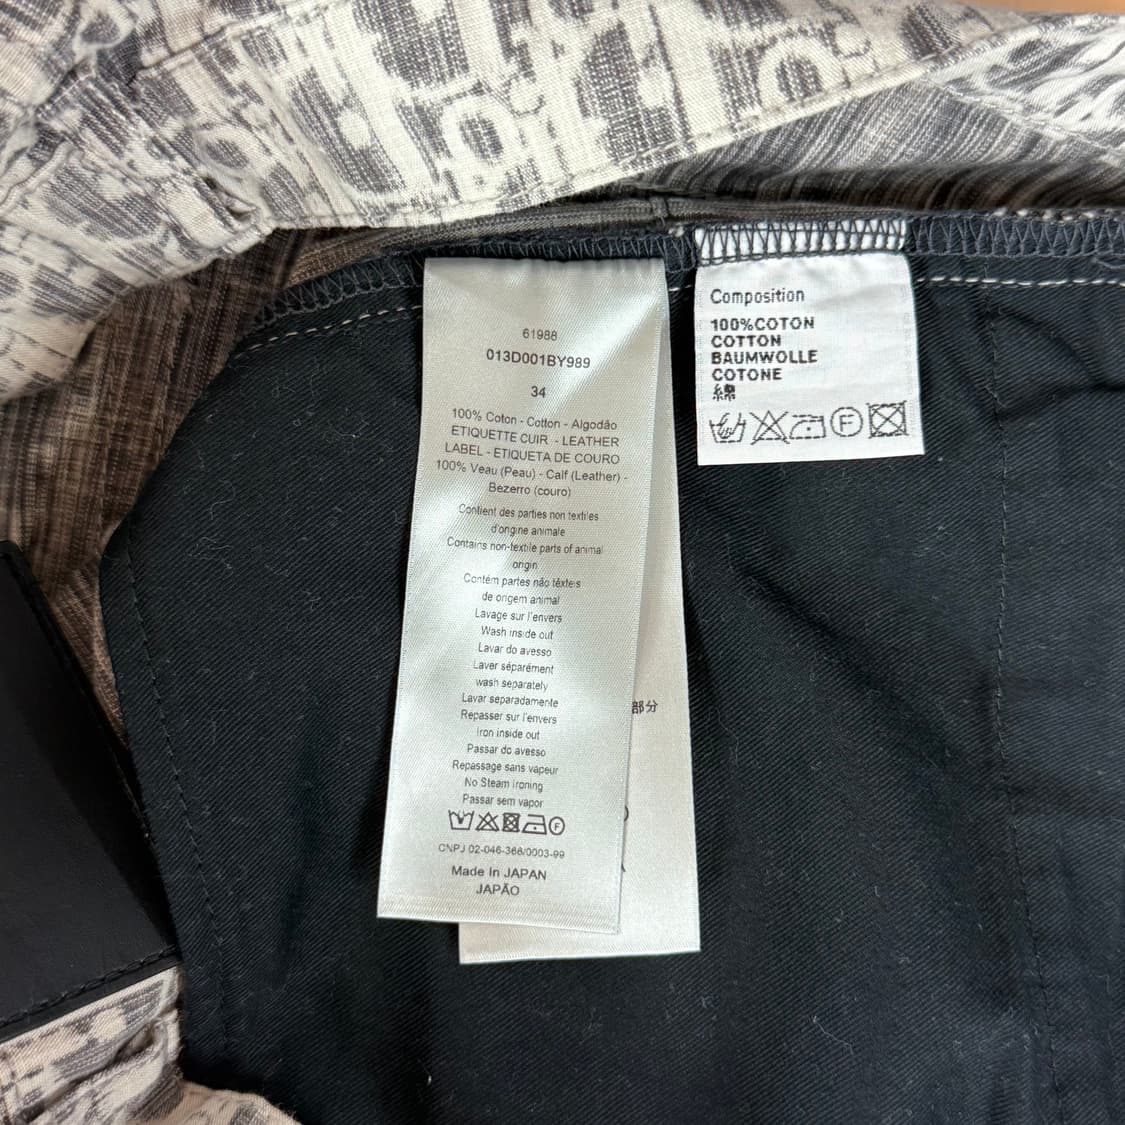 61988
013D001BY989
34
100% Coton - Cotton - Algodão
ETIQUETTE CUIR - LEATHER
LABEL - ETIQUETA DE COURO
100% Veau (Peau) - Calf (Leather) -
Bezerro (couro)
Contient des parties non textiles
d'origine animale
Contains non-textile parts of animal
origin
Contém partes não têxteis
de origem animal
Lavage sur l'envers
Wash inside out
Lavar do avesso
Laver séparément
wash separately
Lavar separadamente
Repasser sur l'envers
Iron inside out
Passar do avesso
Repassage sans vapeur
No Steam ironing
Passar sem vapor
F
CNPJ 02-046-366/0003-99
Made In JAPAN
JAPÃO
部分
Composition
100%COTON
COTTON
BAUMWOLLE
COTONE
綿
F